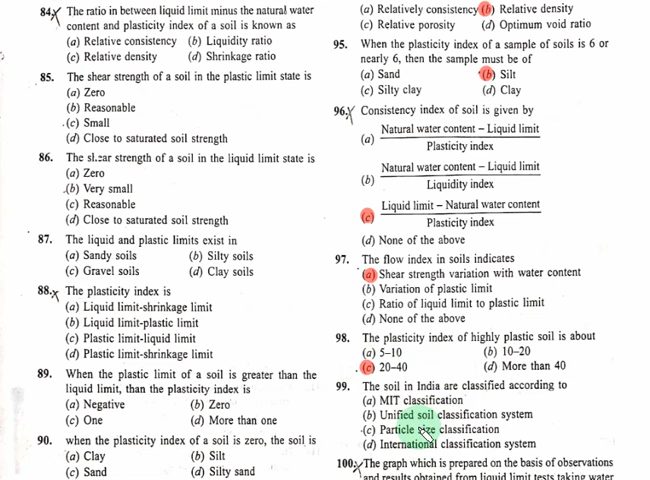 84. The ratio in between liquid limit minus the natural water
content and plasticity index of a soil is known as
(a) Relative consistency (b) Liquidity ratio
(c) Relative density (d) Shrinkage ratio
85. The shear strength of a soil in the plastic limit state is
(a) Zero
(b) Reasonable
(c) Small
(d) Close to saturated soil strength
86. The shear strength of a soil in the liquid limit state is
(a) Zero
(b) Very small
(c) Reasonable
(d) Close to saturated soil strength
87. The liquid and plastic limits exist in
(a) Sandy soils (b) Silty soils
(c) Gravel soils (d) Clay soils
88. The plasticity index is
(a) Liquid limit-shrinkage limit
(b) Liquid limit-plastic limit
(c) Plastic limit-liquid limit
(d) Plastic limit-shrinkage limit
89. When the plastic limit of a soil is greater than the
liquid limit, than the plasticity index is
(a) Negative (b) Zero
(c) One (d) More than one
90. when the plasticity index of a soil is zero, the soil is
(a) Clay (b) Silt
(c) Sand (d) Silty sand
(a) Relatively consistency (b) Relative density
(c) Relative porosity (d) Optimum void ratio
95. When the plasticity index of a sample of soils is 6 or
nearly 6, then the sample must be of
(a) Sand (b) Silt
(c) Silty clay (d) Clay
96. Consistency index of soil is given by
(a) Natural water content – Liquid limit
Plasticity index
(b) Natural water content – Liquid limit
Liquidity index
(c) Liquid limit – Natural water content
Plasticity index
(d) None of the above
97. The flow index in soils indicates
(a) Shear strength variation with water content
(b) Variation of plastic limit
(c) Ratio of liquid limit to plastic limit
(d) None of the above
98. The plasticity index of highly plastic soil is about
(a) 5–10 (b) 10–20
(c) 20–40 (d) More than 40
99. The soil in India are classified according to
(a) MIT classification
(b) Unified soil classification system
(c) Particle size classification
(d) International classification system
100. The graph which is prepared on the basis of observations
and results obtained from liquid limit tests taking water